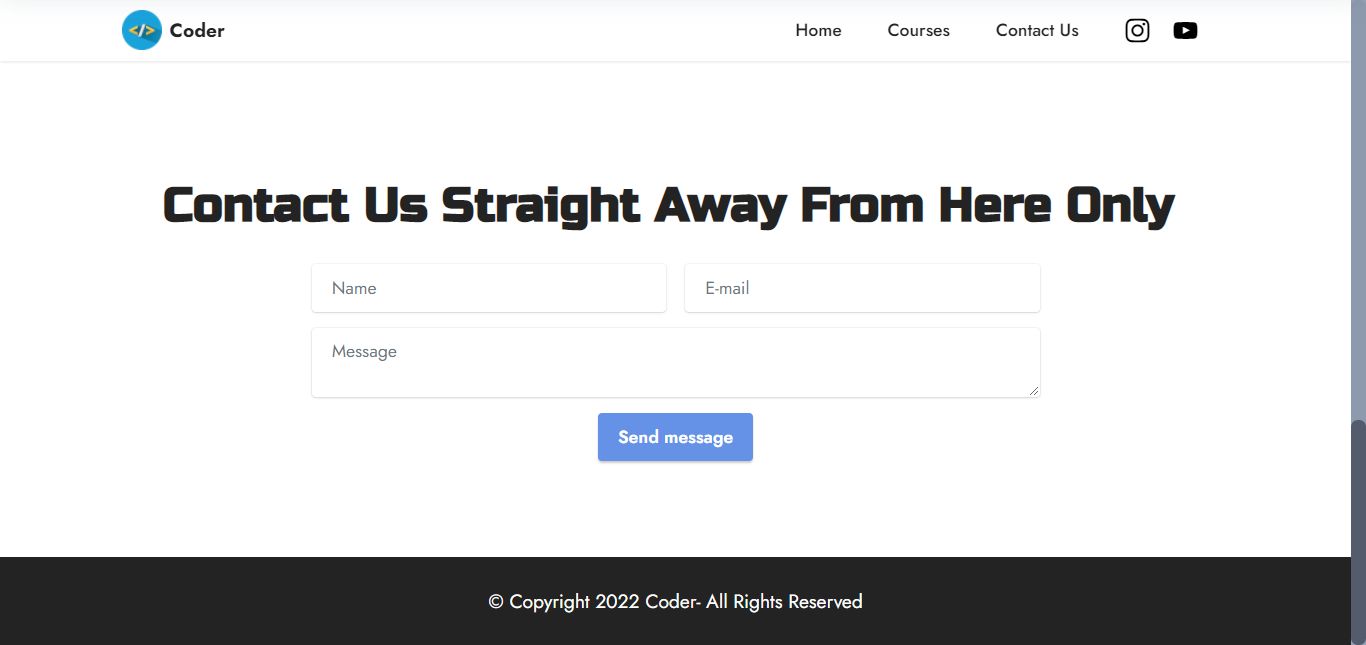 </> Coder
Home Courses Contact Us
Contact Us Straight Away From Here Only
Name E-mail
Message
Send message
© Copyright 2022 Coder- All Rights Reserved